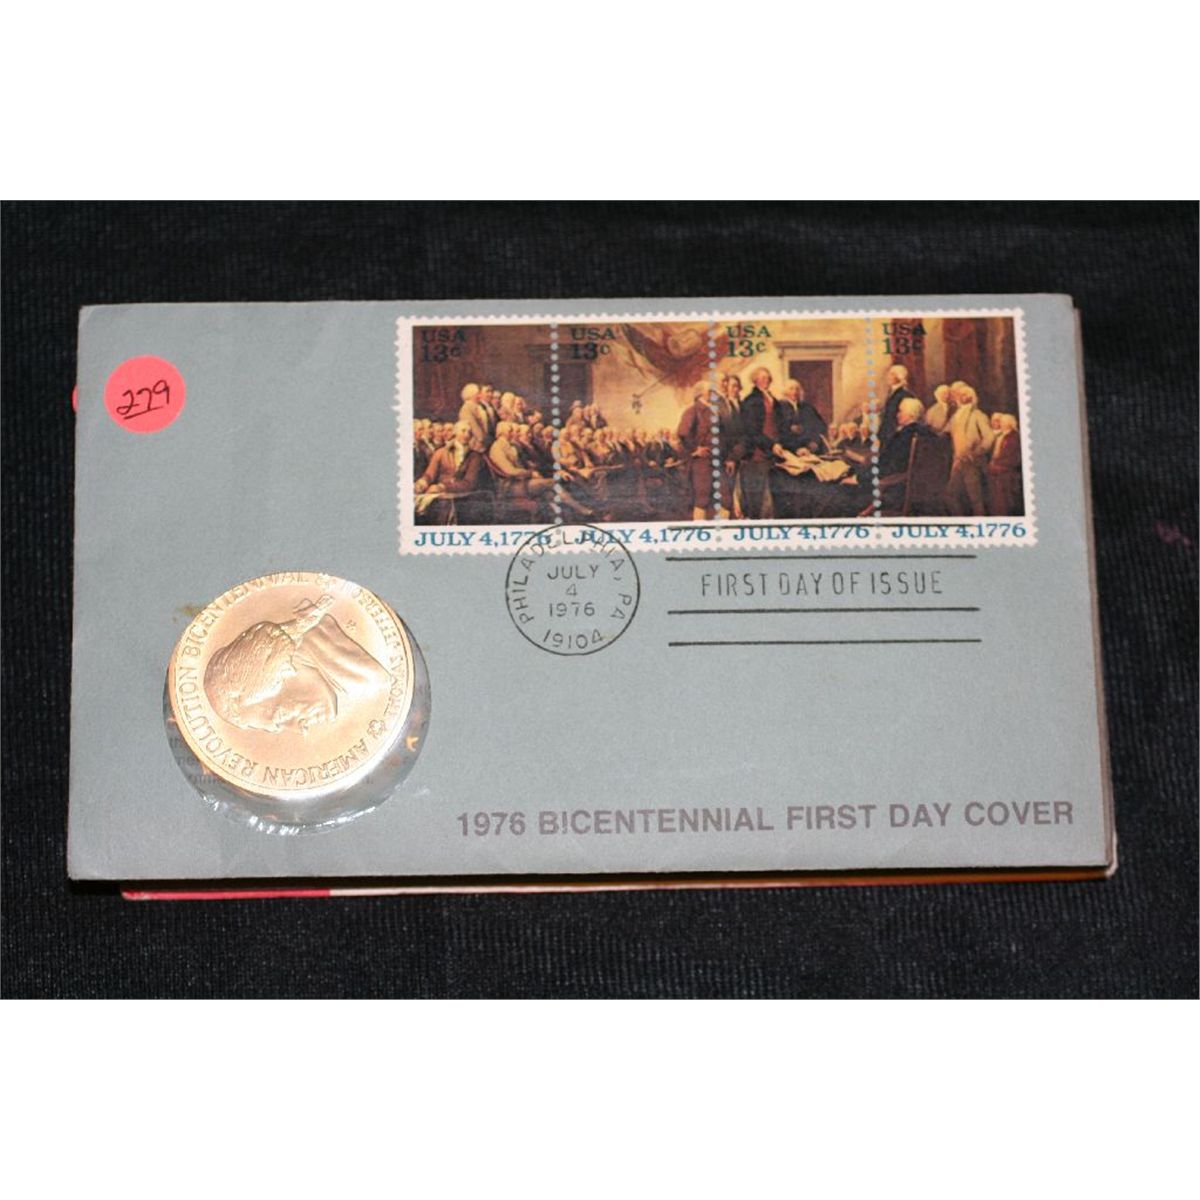 279
USA USA USA USA
13c 13c 13c 13c
JULY 4,1776 JULY 4,1776 JULY 4,1776 JULY 4,1776
PHILADELPHIA, PA
JULY
4
1976
19104
FIRST DAY OF ISSUE
AMERICAN REVOLUTION BICENTENNIAL THOMAS JEFFERSON
1976 BICENTENNIAL FIRST DAY COVER